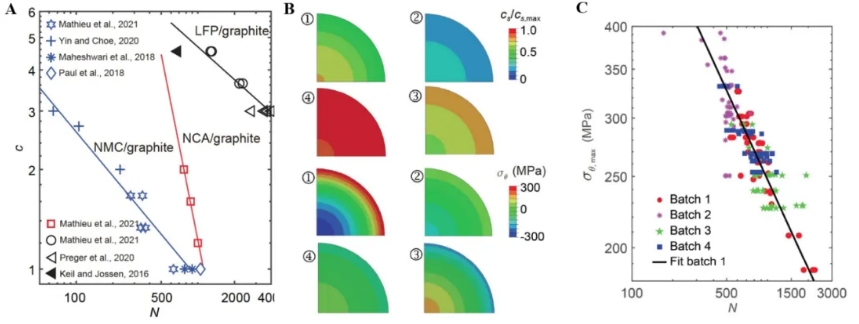 A
6
5
4
3
2
1
c
100
500
2000
N
Mathieu et al., 2021
Yin and Choe, 2020
Maheshwari et al., 2018
Paul et al., 2018
LFP/graphite
NMC/graphite
NCA/graphite
Mathieu et al., 2021
Mathieu et al., 2021
Preger et al., 2020
Keil and Jossen, 2016
B
①
②
④
③
①
②
④
③
cₛ/cₛ,max
1.0
0.5
0
σθ (MPa)
300
-300
C
400
300
250
200
σθ,max (MPa)
100
500
1500
3000
N
Batch 1
Batch 2
Batch 3
Batch 4
Fit batch 1